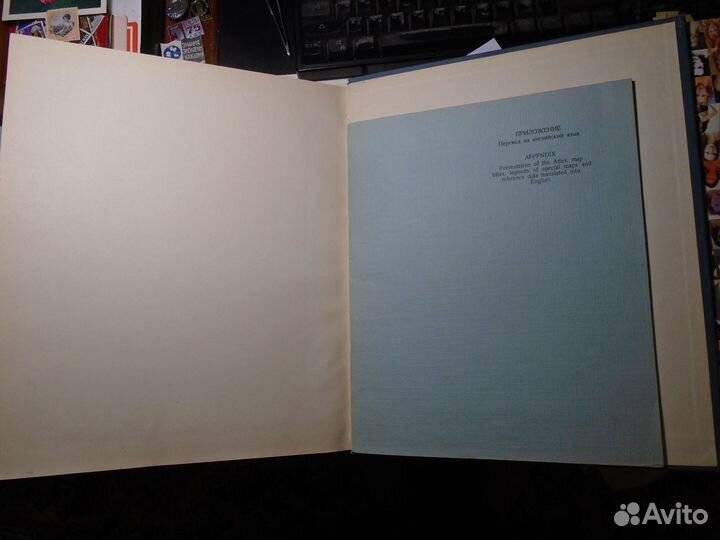 ПРИЛОЖЕНИЕ
Перевод на английский язык
APPENDIX
Presentation of the Atlas, map
titles, legends of special maps and
reference data translated into
English
Avito